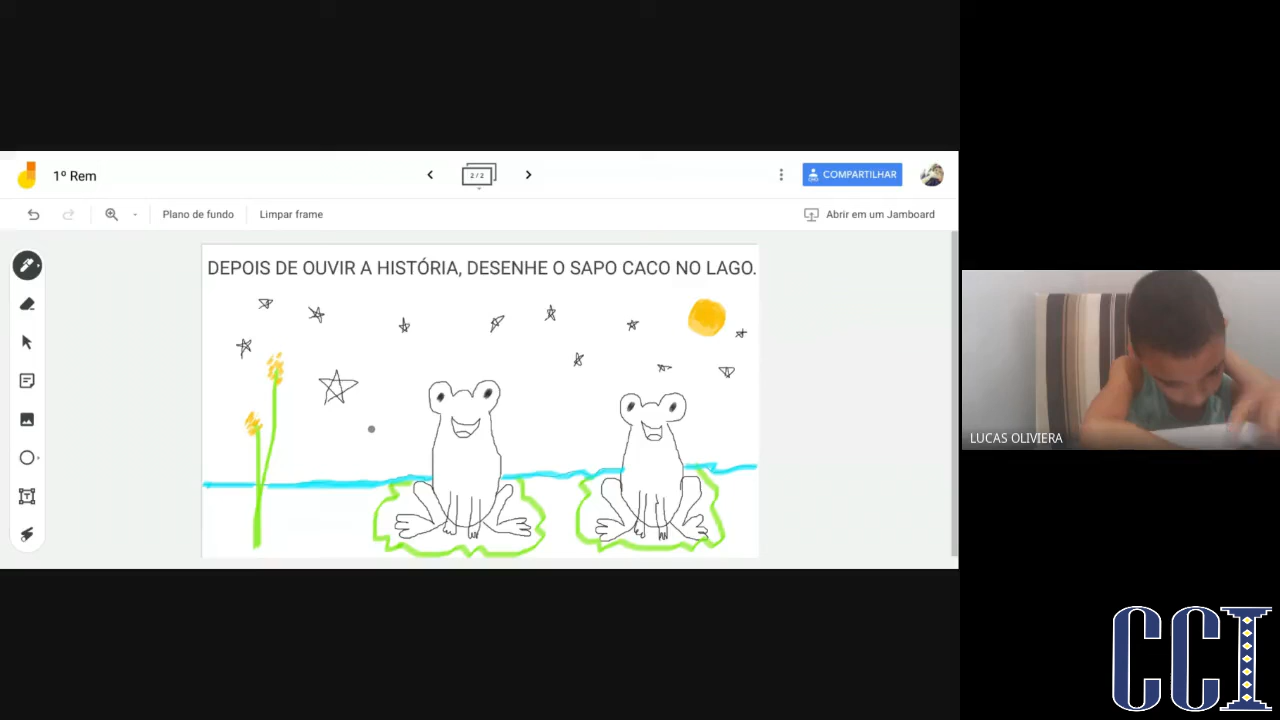 1º Rem
2 / 2
COMPARTILHAR
Plano de fundo
Limpar frame
Abrir em um Jamboard
DEPOIS DE OUVIR A HISTÓRIA, DESENHE O SAPO CACO NO LAGO.
LUCAS OLIVIERA
CCI